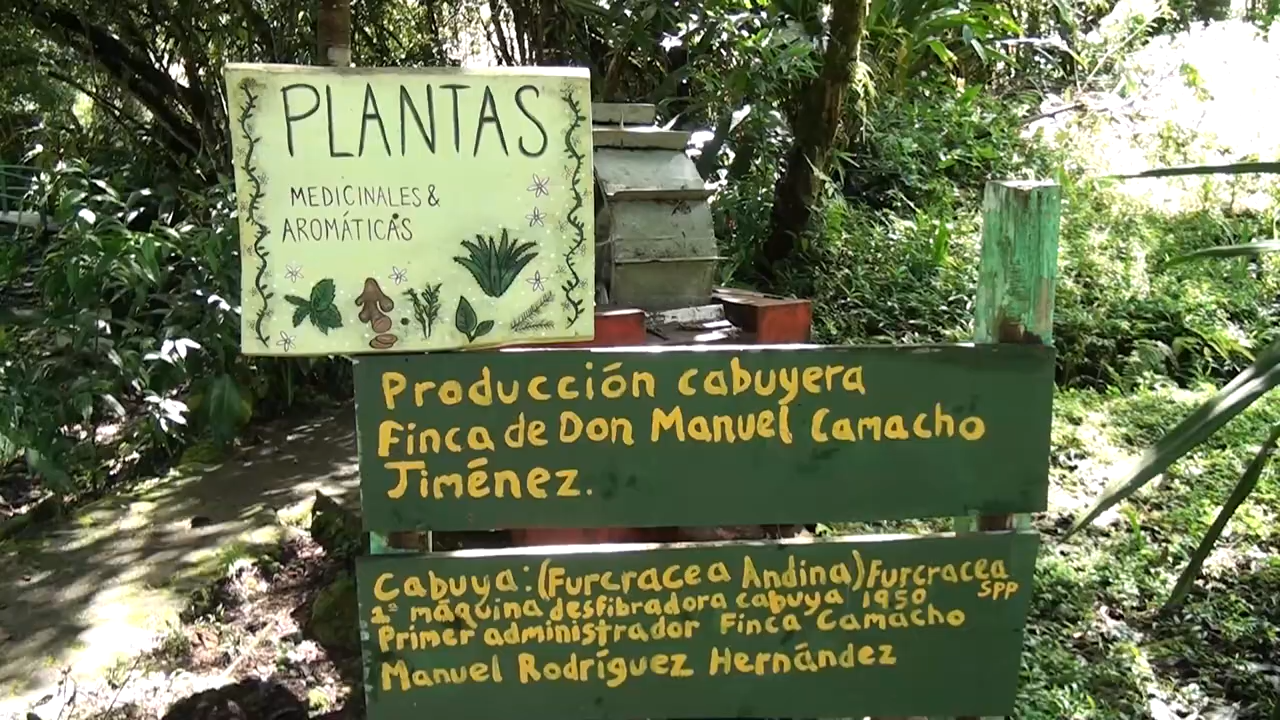 PLANTAS
MEDICINALES &
AROMÁTICAS
Producción cabuyera
Finca de Don Manuel Camacho
Jiménez.
Cabuya: (Furcracea Andina) Furcracea
SPP
1ª máquina desfibradora cabuya 1950
Primer administrador Finca Camacho
Manuel Rodríguez Hernández